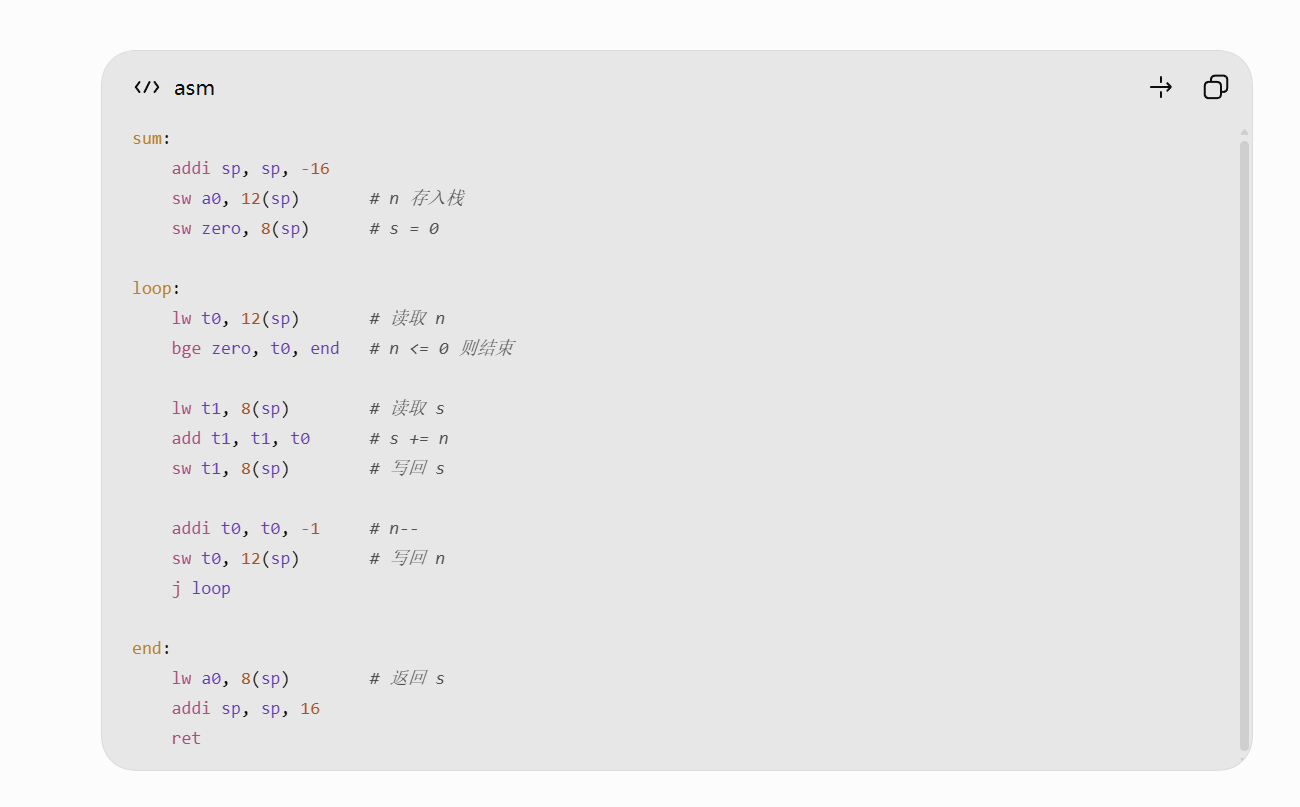 asm
sum:
    addi sp, sp, -16
    sw a0, 12(sp)       # n 存入栈
    sw zero, 8(sp)      # s = 0
loop:
    lw t0, 12(sp)       # 读取 n
    bge zero, t0, end   # n <= 0 则结束
    lw t1, 8(sp)        # 读取 s
    add t1, t1, t0      # s += n
    sw t1, 8(sp)        # 写回 s
    addi t0, t0, -1     # n--
    sw t0, 12(sp)       # 写回 n
    j loop
end:
    lw a0, 8(sp)        # 返回 s
    addi sp, sp, 16
    ret